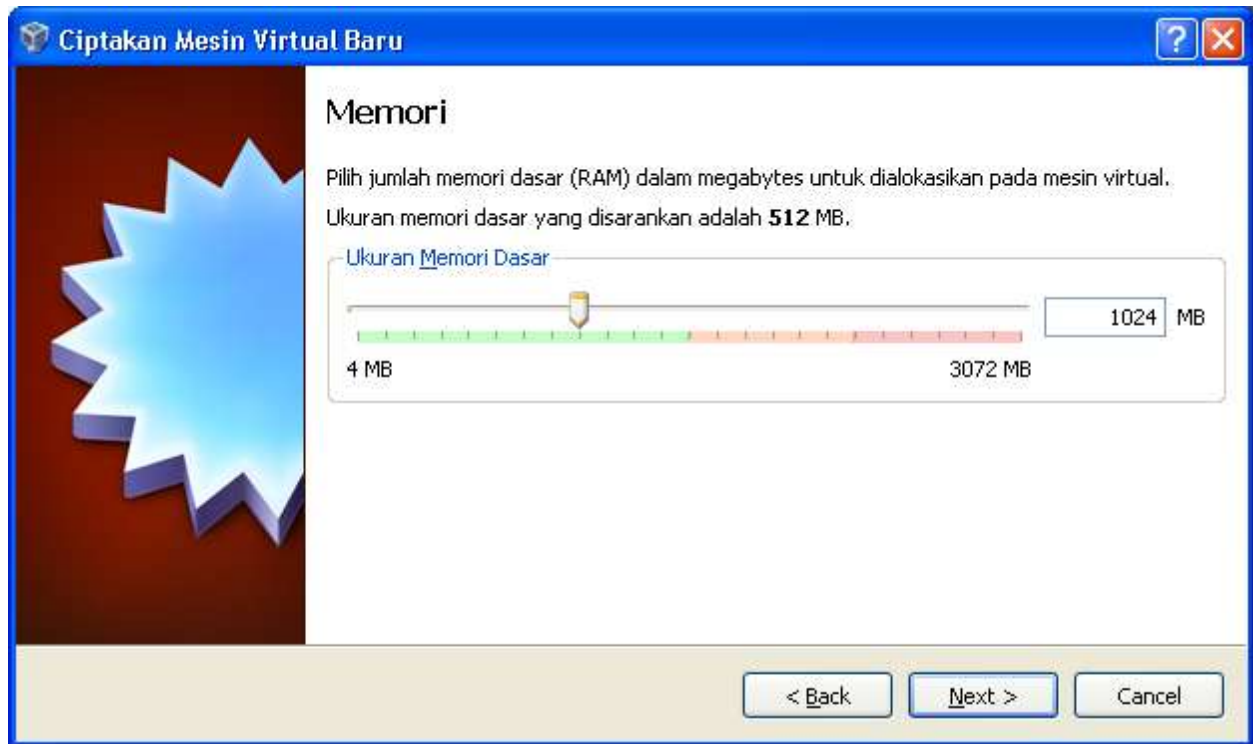 Ciptakan Mesin Virtual Baru
Memori
Pilih jumlah memori dasar (RAM) dalam megabytes untuk dialokasikan pada mesin virtual.
Ukuran memori dasar yang disarankan adalah 512 MB.
Ukuran Memori Dasar
1024 MB
4 MB 3072 MB
< Back Next > Cancel